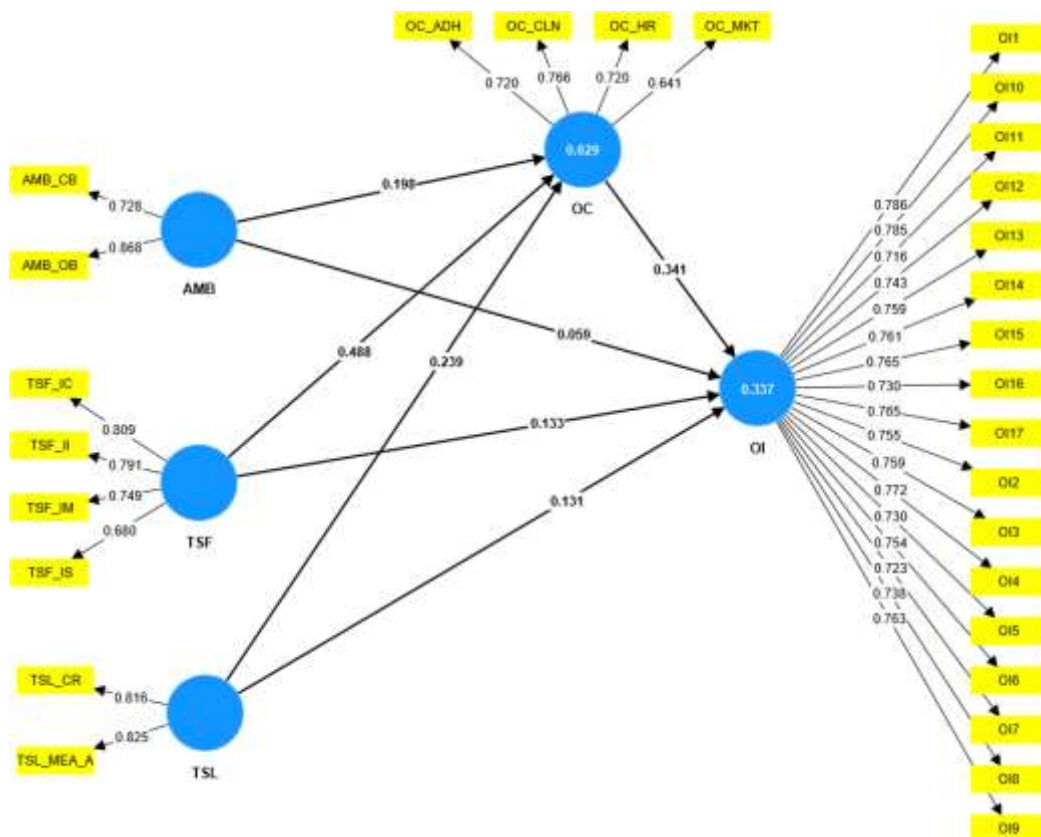 OC_ADH
OC_CLN
OC_HR
OC_MKT
0.720
0.766
0.720
0.641
0.629
OC
AMB_CB
0.728
AMB_OB
0.868
AMB
0.198
0.059
0.488
0.239
0.341
0.133
0.131
TSF_IC
0.809
TSF_II
0.791
TSF_IM
0.749
TSF_IS
0.680
TSF
TSL_CR
0.816
TSL_MEA_A
0.825
TSL
0.337
OI
0.786
0.785
0.716
0.743
0.759
0.761
0.765
0.730
0.765
0.755
0.759
0.772
0.730
0.754
0.723
0.738
0.763
OI1
OI10
OI11
OI12
OI13
OI14
OI15
OI16
OI17
OI2
OI3
OI4
OI5
OI6
OI7
OI8
OI9